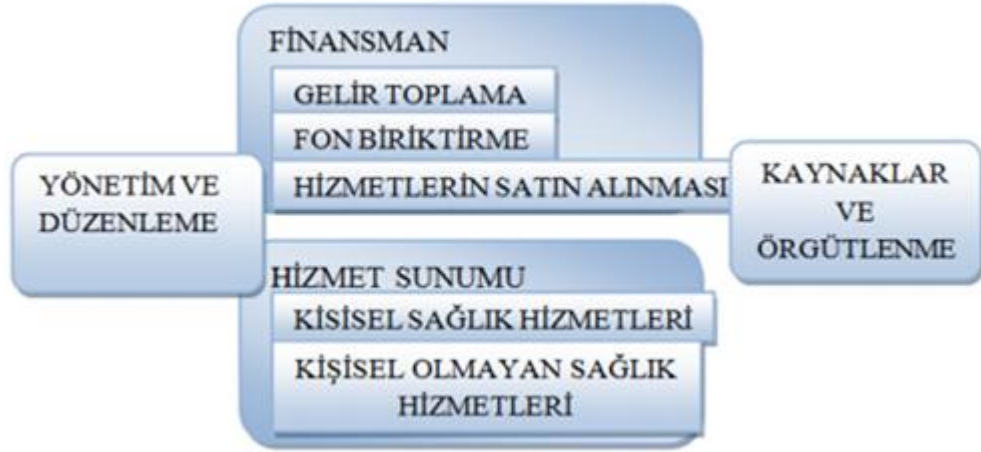 FİNANSMAN
GELİR TOPLAMA
FON BİRİKTİRME
HİZMETLERİN SATIN ALINMASI
YÖNETİM VE
DÜZENLEME
KAYNAKLAR
VE
ÖRGÜTLENME
HİZMET SUNUMU
KİSİSEL SAĞLIK HİZMETLERİ
KİŞİSEL OLMAYAN SAĞLIK
HİZMETLERİ